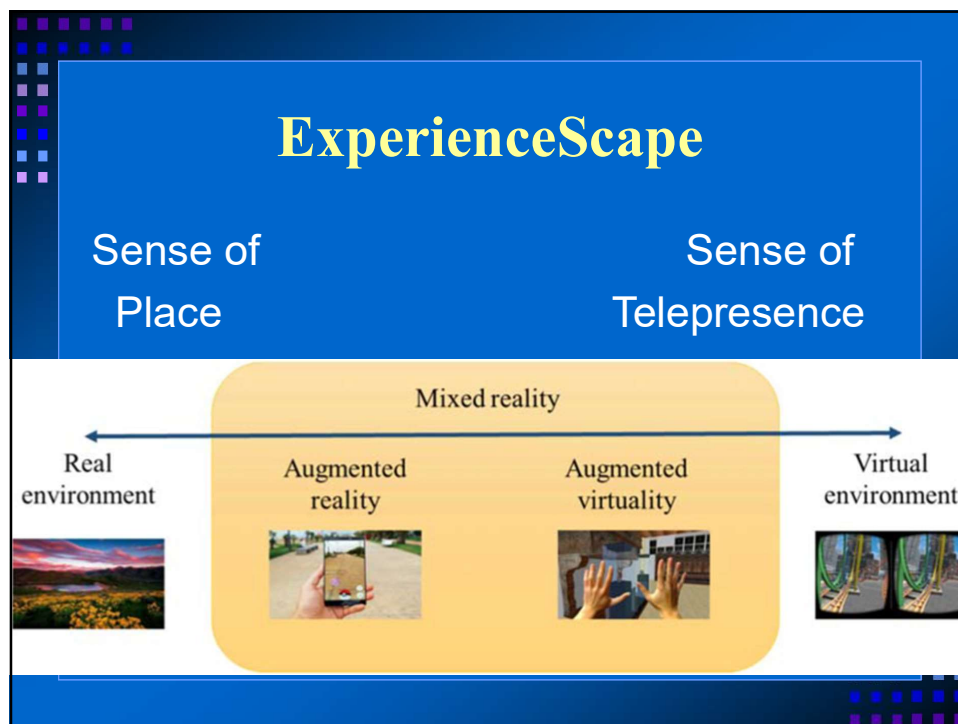 ExperienceScape
Sense of
Place
Sense of
Telepresence
Mixed reality
Real
environment
Augmented
reality
Augmented
virtuality
Virtual
environment